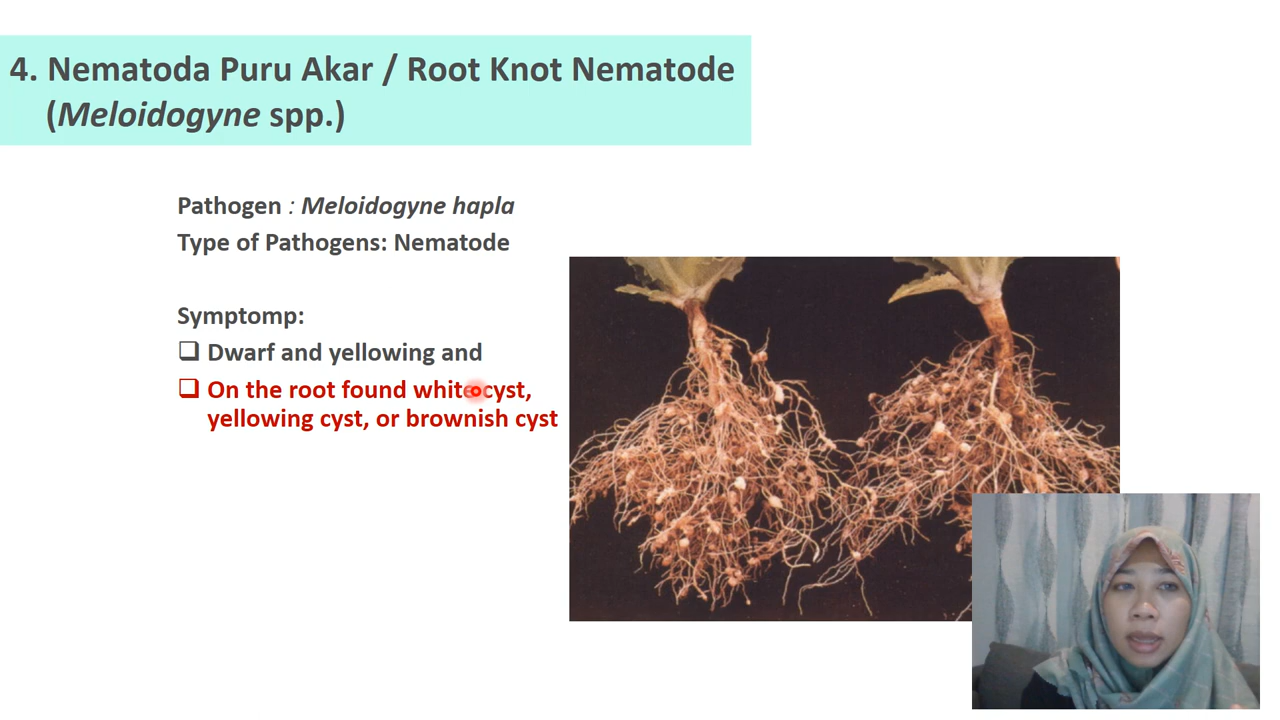 4. Nematoda Puru Akar / Root Knot Nematode
(Meloidogyne spp.)
Pathogen : Meloidogyne hapla
Type of Pathogens: Nematode
Symptomp:
❑ Dwarf and yellowing and
❑ On the root found white cyst,
yellowing cyst, or brownish cyst